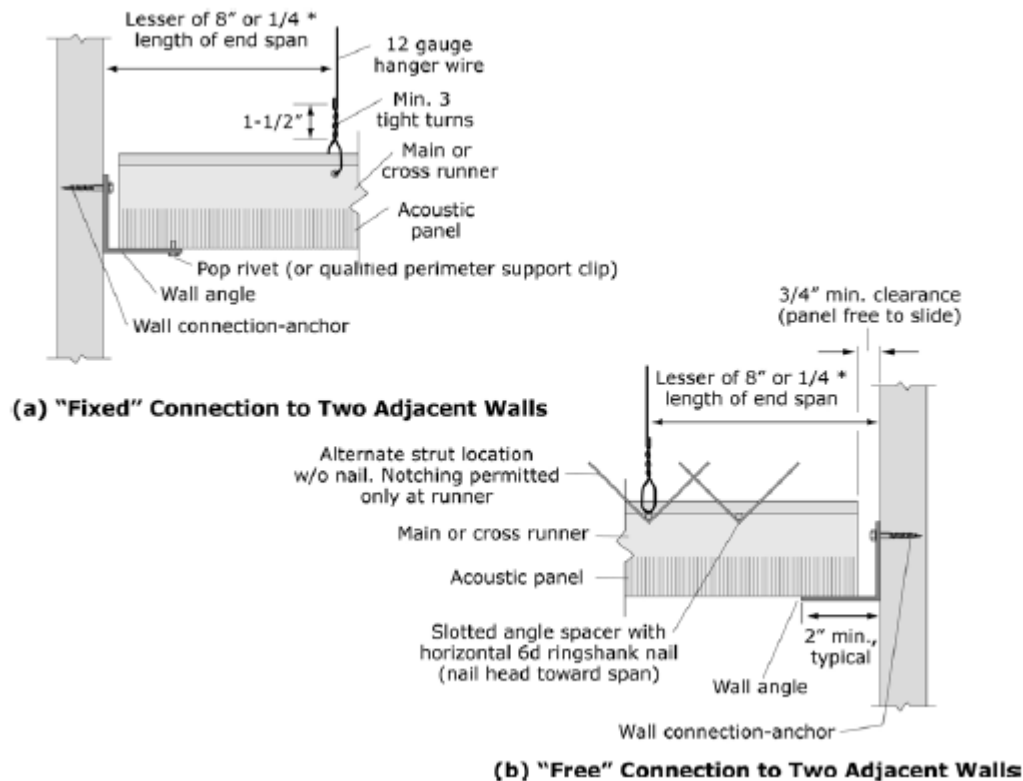 Lesser of 8” or 1/4 *
length of end span
12 gauge
hanger wire
1-1/2”
Min. 3
tight turns
Main or
cross runner
Acoustic
panel
Pop rivet (or qualified perimeter support clip)
Wall angle
Wall connection-anchor
(a) “Fixed” Connection to Two Adjacent Walls
3/4” min. clearance
(panel free to slide)
Lesser of 8” or 1/4 *
length of end span
Alternate strut location
w/o nail. Notching permitted
only at runner
Main or cross runner
Acoustic panel
Slotted angle spacer with
horizontal 6d ringshank nail
(nail head toward span)
2” min.,
typical
Wall angle
Wall connection-anchor
(b) “Free” Connection to Two Adjacent Walls